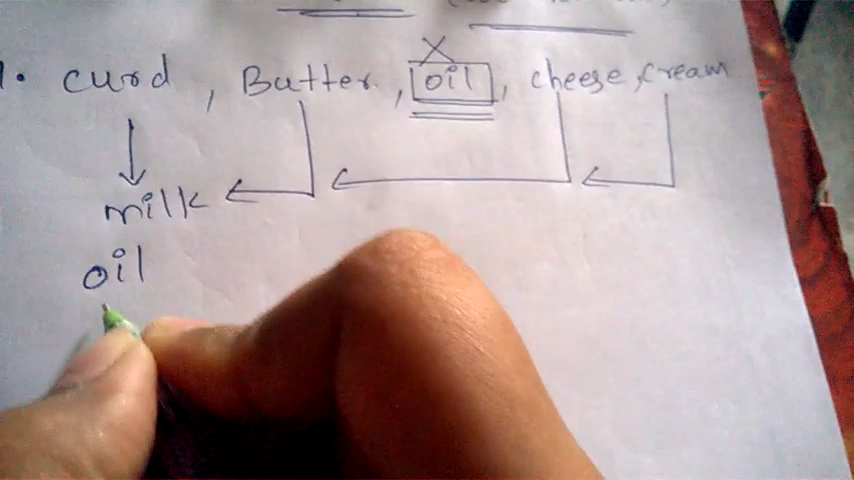 1. curd, Butter, oil, cheese, cream
milk
oil